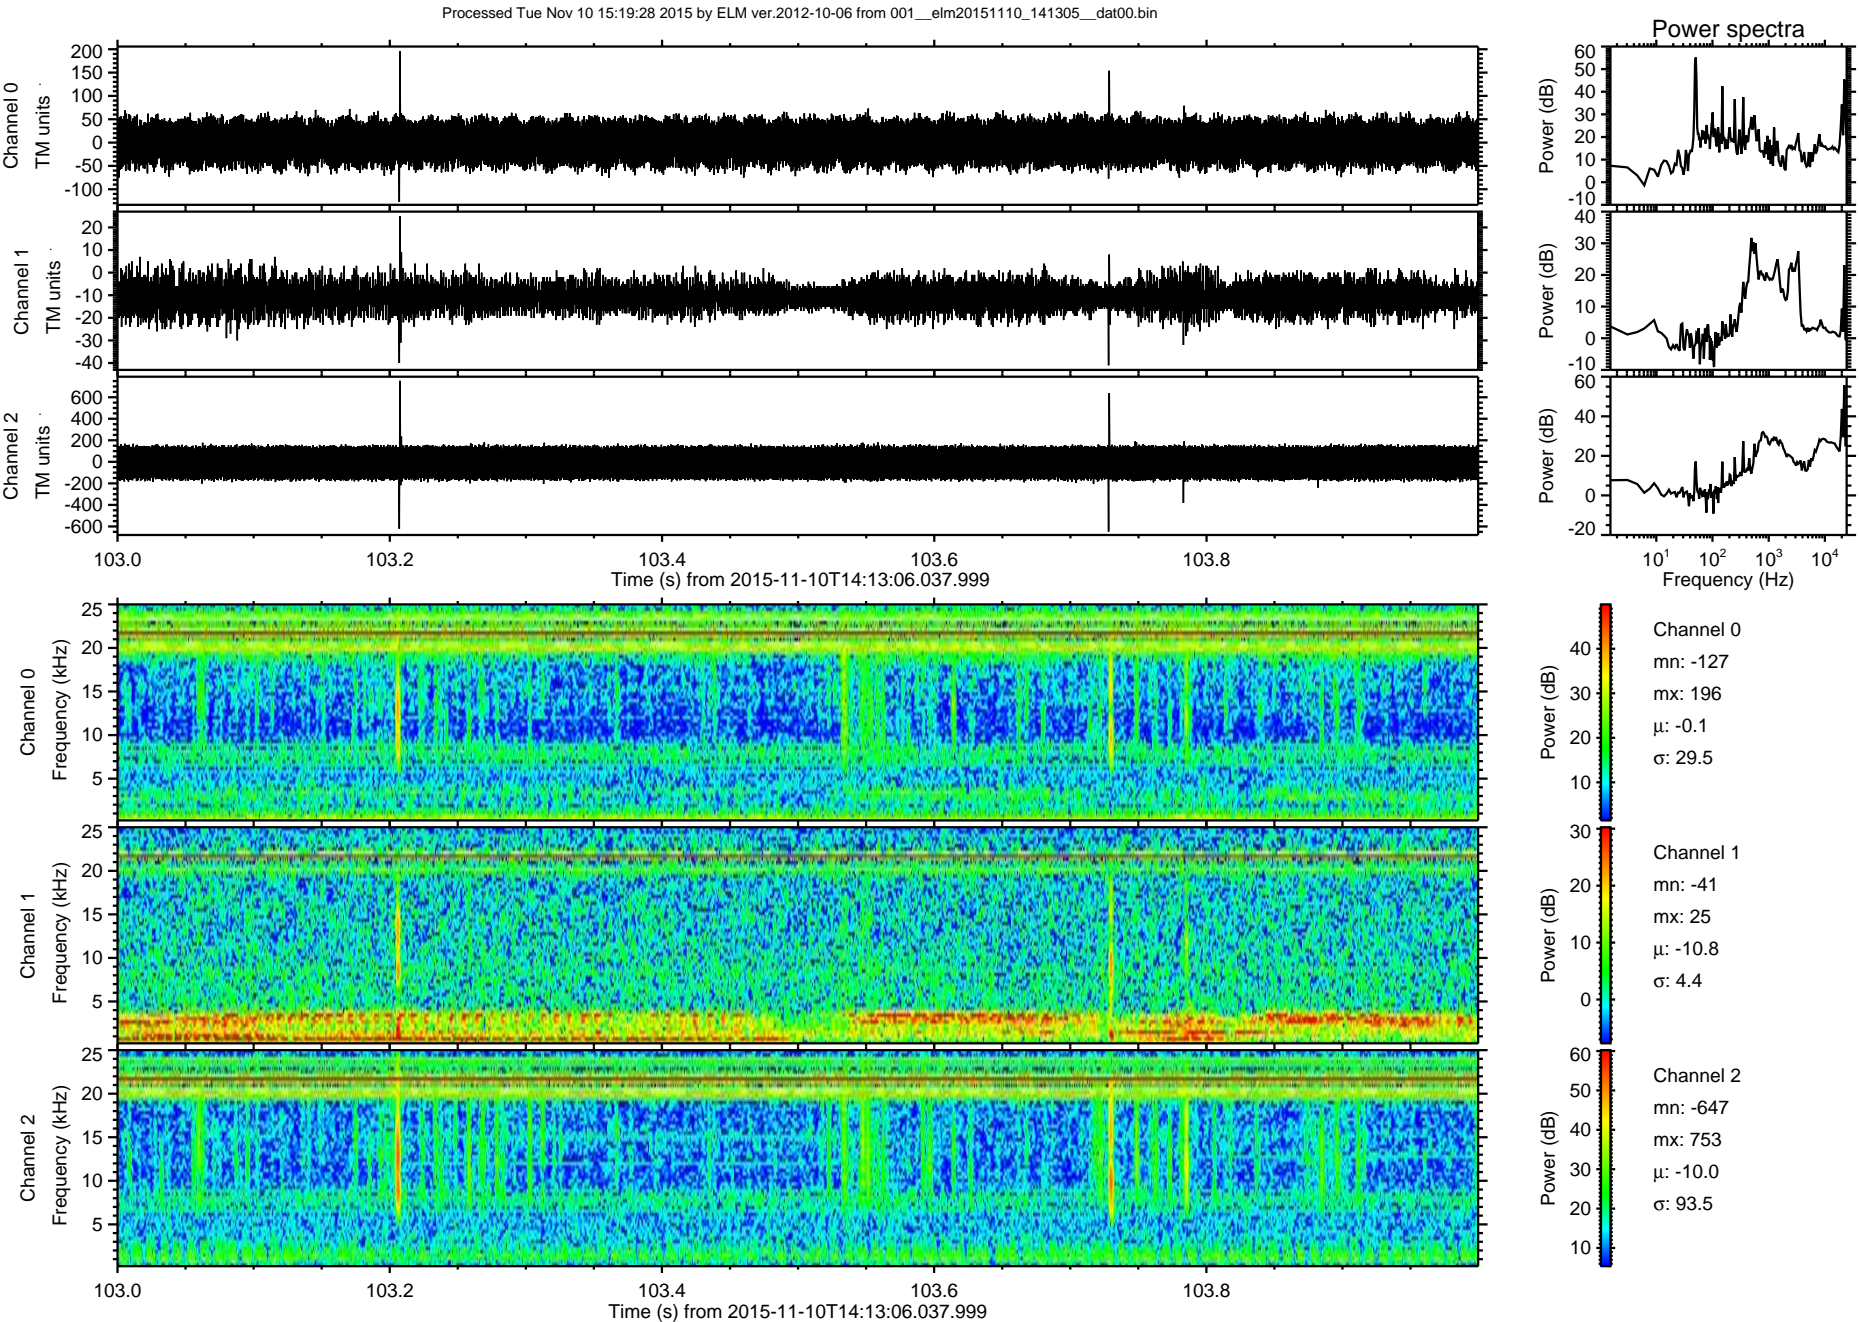 Processed Tue Nov 10 15:19:28 2015 by ELM ver.2012-10-06 from 001__elm20151110_141305__dat00.bin
Power spectra
Channel 0
TM units
200
150
100
50
0
-50
-100
Power (dB)
60
50
40
30
20
10
0
-10
Channel 1
TM units
20
10
0
-10
-20
-30
-40
Power (dB)
40
30
20
10
0
-10
Channel 2
TM units
600
400
200
0
-200
-400
-600
Power (dB)
60
40
20
0
-20
103.0 103.2 103.4 103.6 103.8
Time (s) from 2015-11-10T14:13:06.037.999
10^1 10^2 10^3 10^4
Frequency (Hz)
Channel 0
Frequency (kHz)
25
20
15
10
5
Power (dB)
40
30
20
10
Channel 0
mn: -127
mx: 196
μ: -0.1
σ: 29.5
Channel 1
Frequency (kHz)
25
20
15
10
5
Power (dB)
30
20
10
0
Channel 1
mn: -41
mx: 25
μ: -10.8
σ: 4.4
Channel 2
Frequency (kHz)
25
20
15
10
5
Power (dB)
60
50
40
30
20
10
Channel 2
mn: -647
mx: 753
μ: -10.0
σ: 93.5
103.0 103.2 103.4 103.6 103.8
Time (s) from 2015-11-10T14:13:06.037.999